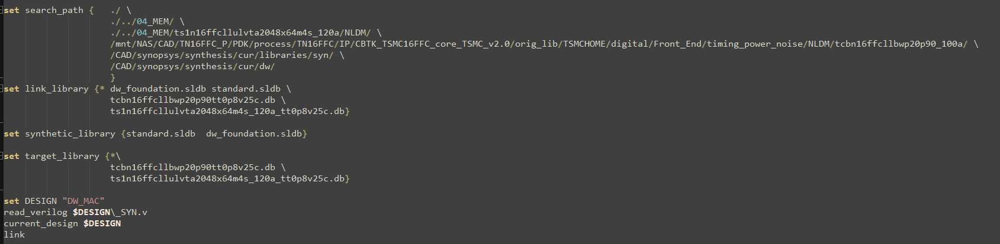 set search_path {   ./ \
./../04_MEM/ \
./../04_MEM/ts1n16ffcllulvta2048x64m4s_120a/NLDM/ \
/mnt/NAS/CAD/TN16FFC_P/PDK/process/TN16FFC/IP/CBTK_TSMC16FFC_core_TSMC_v2.0/orig_lib/TSMCHOME/digital/Front_End/timing_power_noise/NLDM/tcbn16ffcllbwp20p90_100a/ \
/CAD/synopsys/synthesis/cur/libraries/syn/ \
/CAD/synopsys/synthesis/cur/dw/
}
set link_library {* dw_foundation.sldb standard.sldb \
tcbn16ffcllbwp20p90tt0p8v25c.db \
ts1n16ffcllulvta2048x64m4s_120a_tt0p8v25c.db}
set synthetic_library {standard.sldb  dw_foundation.sldb}
set target_library {*\
tcbn16ffcllbwp20p90tt0p8v25c.db \
ts1n16ffcllulvta2048x64m4s_120a_tt0p8v25c.db}
set DESIGN "DW_MAC"
read_verilog $DESIGN\_SYN.v
current_design $DESIGN
link